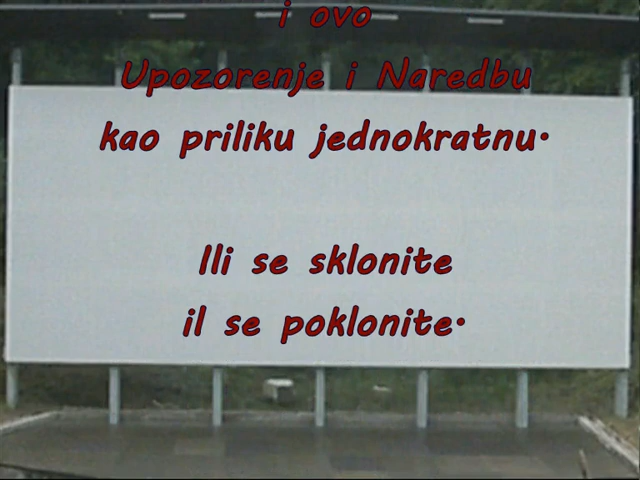 i ovo
Upozorenje i Naredbu
kao priliku jednokratnu.
Ili se sklonite
il se poklonite.